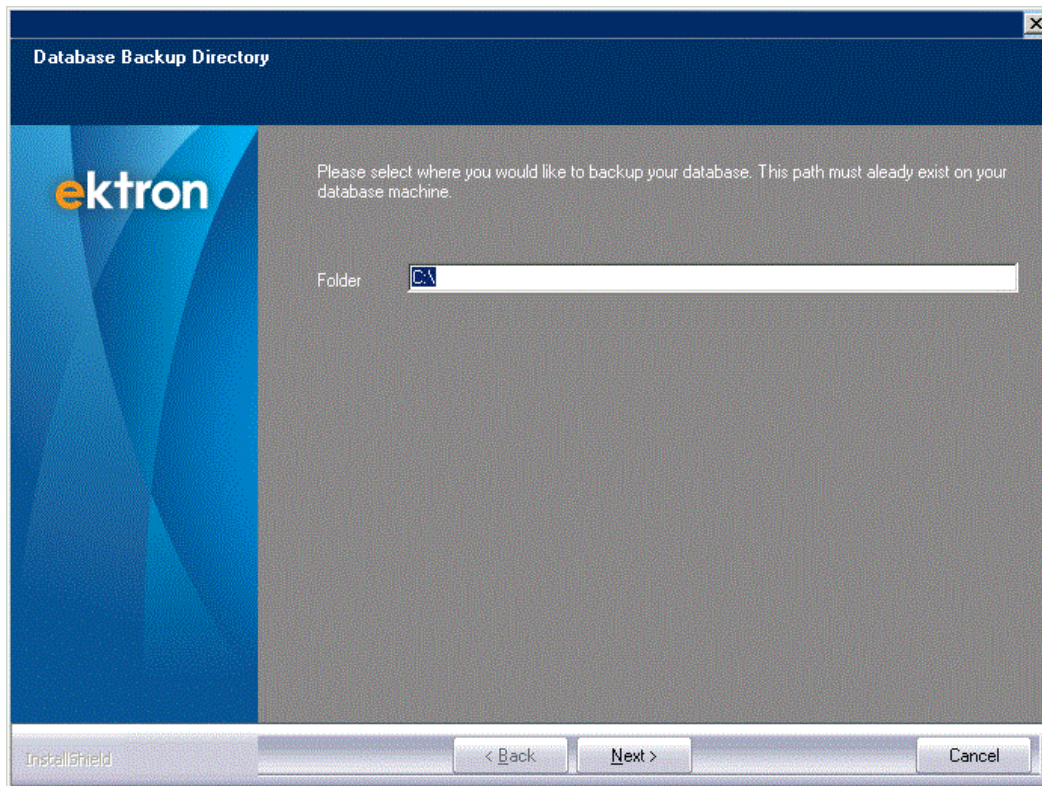 Database Backup Directory
ektron
Please select where you would like to backup your database. This path must aleady exist on your
database machine.
Folder
C:\
InstallShield
< Back
Next >
Cancel